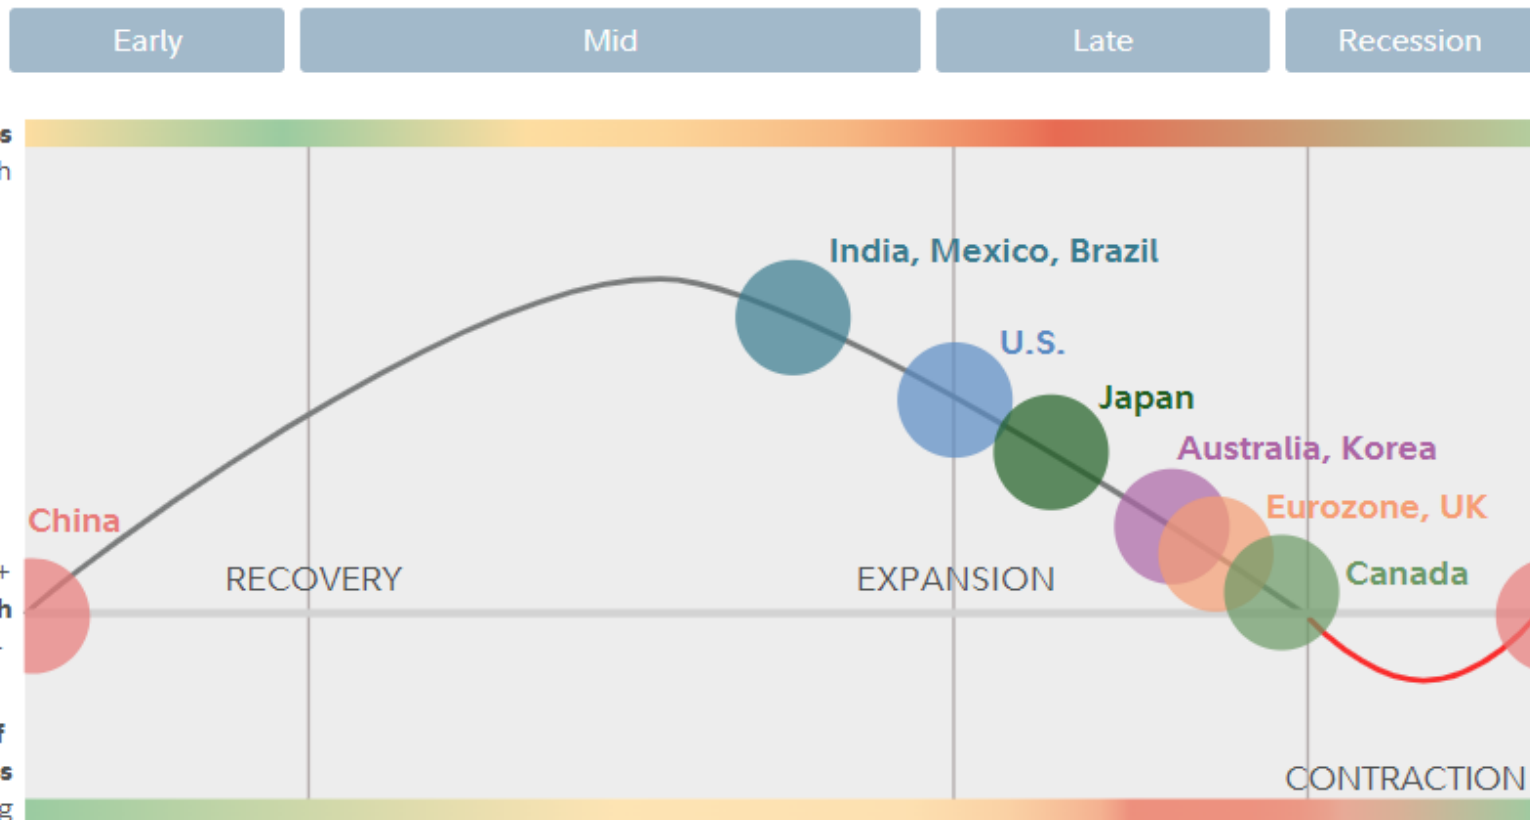 Early Mid Late Recession
s
h
India, Mexico, Brazil
U.S.
Japan
Australia, Korea
Eurozone, UK
China
Canada
+
RECOVERY EXPANSION
h
-
f
s
CONTRACTION
g